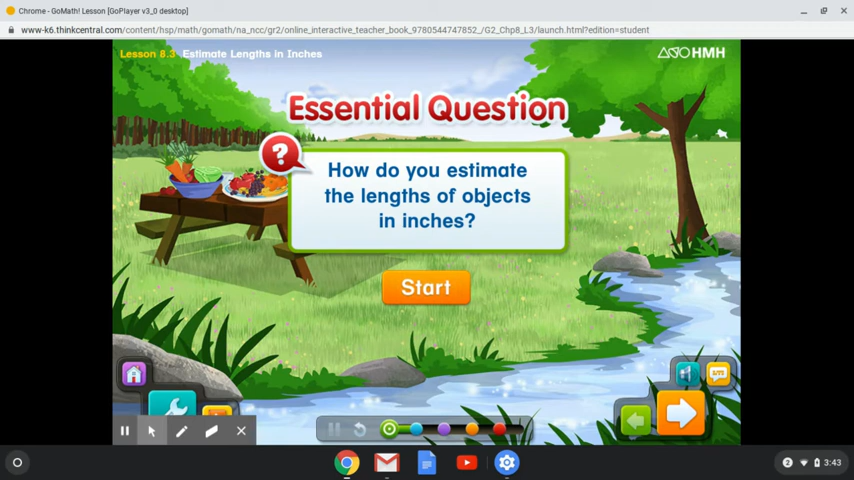 Chrome - GoMath! Lesson [GoPlayer v3_0 desktop]
www-k6.thinkcentral.com/content/hsp/math/gomath/na_ncc/gr2/online_interactive_teacher_book_9780544747852_/G2_Chp8_L3/launch.html?edition=student
Lesson 8.3 Estimate Lengths in Inches
HMH
Essential Question
?
How do you estimate
the lengths of objects
in inches?
Start
2
3:43